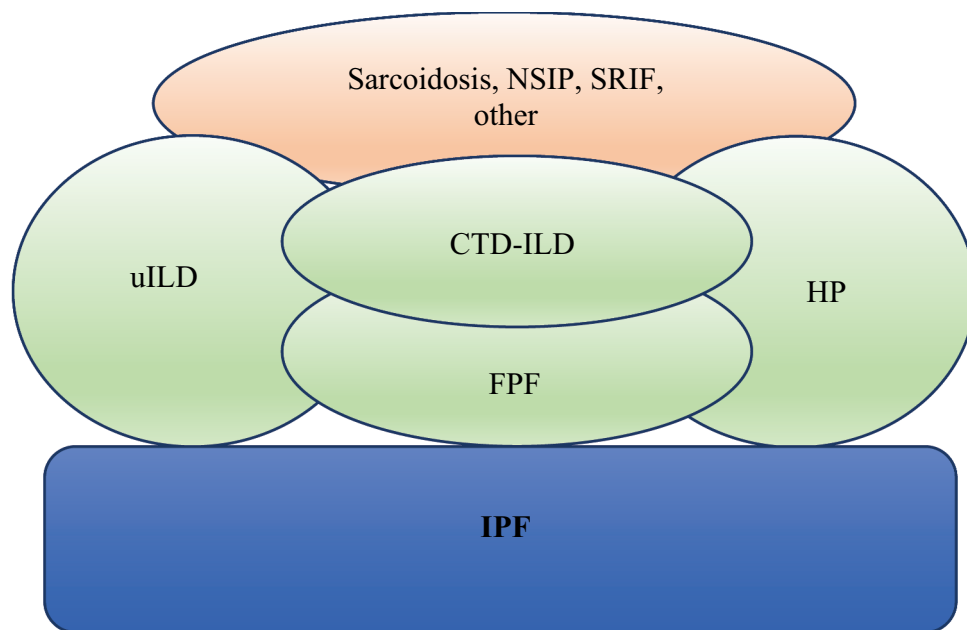 Sarcoidosis, NSIP, SRIF,
other
CTD-ILD
uILD
HP
FPF
IPF